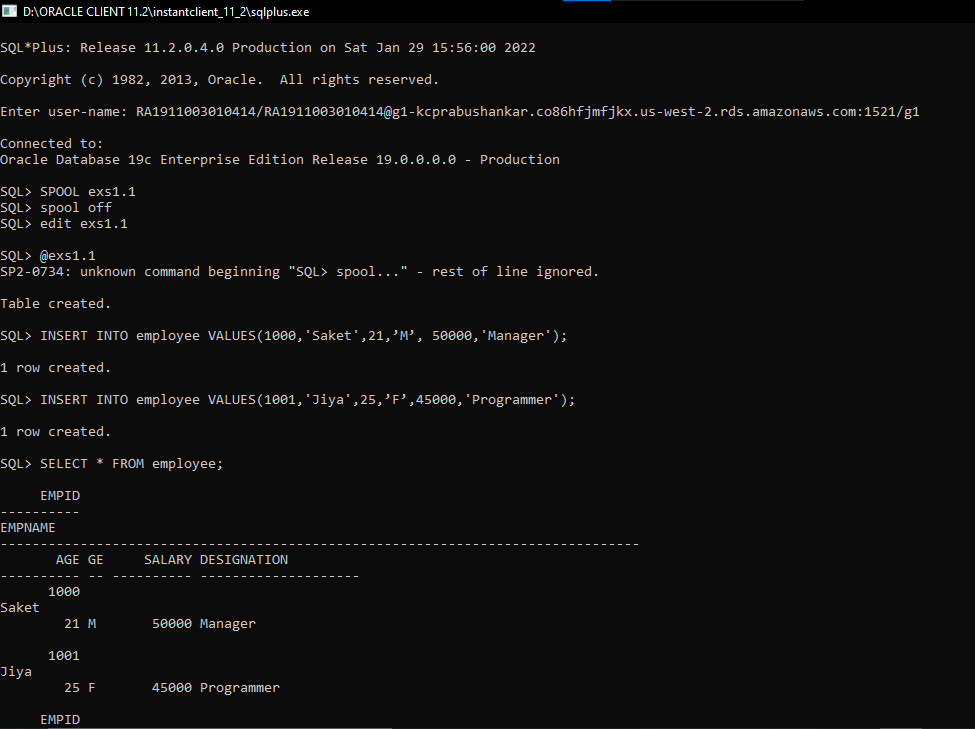 D:\ORACLE CLIENT 11.2\instantclient_11_2\sqlplus.exe
SQL*Plus: Release 11.2.0.4.0 Production on Sat Jan 29 15:56:00 2022
Copyright (c) 1982, 2013, Oracle.  All rights reserved.
Enter user-name: RA1911003010414/RA1911003010414@g1-kcprabushankar.co86hfjmfjkx.us-west-2.rds.amazonaws.com:1521/g1
Connected to:
Oracle Database 19c Enterprise Edition Release 19.0.0.0.0 - Production
SQL> SPOOL exs1.1
SQL> spool off
SQL> edit exs1.1
SQL> @exs1.1
SP2-0734: unknown command beginning "SQL> spool..." - rest of line ignored.
Table created.
SQL> INSERT INTO employee VALUES(1000,'Saket',21,’M’, 50000,'Manager');
1 row created.
SQL> INSERT INTO employee VALUES(1001,'Jiya',25,’F’,45000,'Programmer');
1 row created.
SQL> SELECT * FROM employee;
     EMPID
----------
EMPNAME
--------------------------------------------------------------------------------
       AGE GE     SALARY DESIGNATION
---------- -- ---------- --------------------
      1000
Saket
        21 M       50000 Manager
      1001
Jiya
        25 F       45000 Programmer
     EMPID